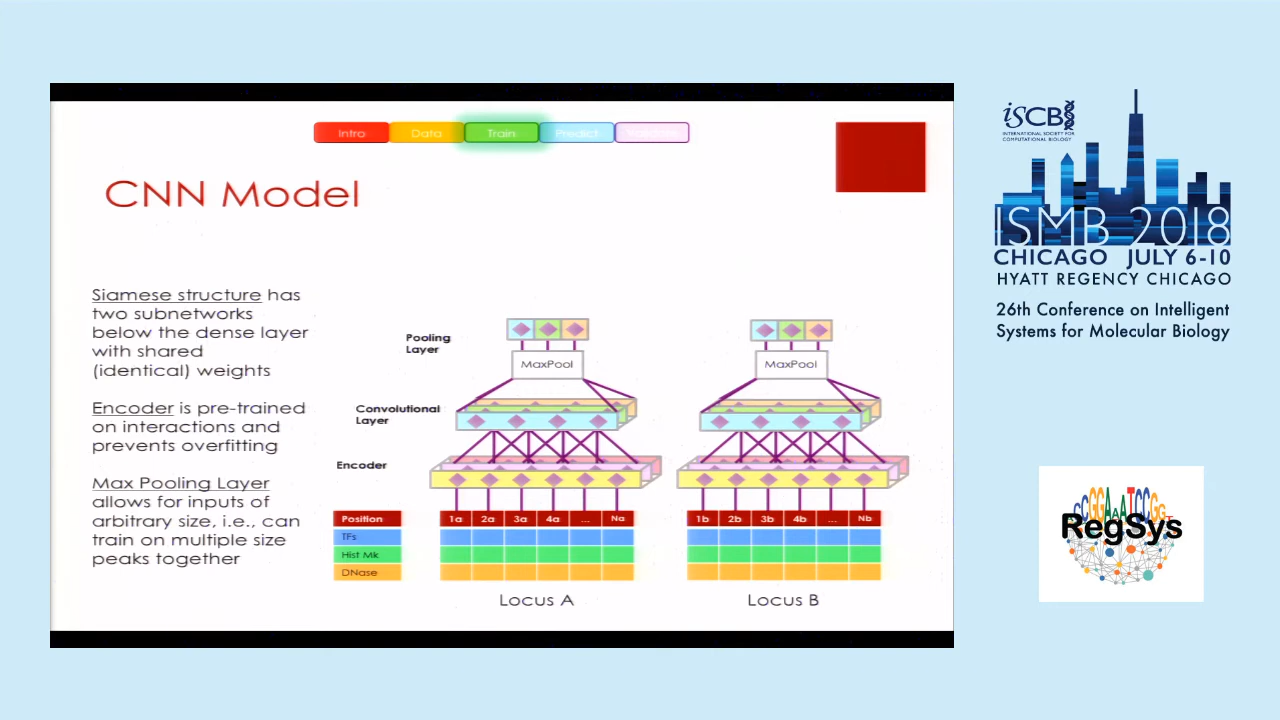 Intro
Data
Train
Predict
CNN Model
Siamese structure has
two subnetworks
below the dense layer
with shared
(identical) weights
Encoder is pre-trained
on interactions and
prevents overfitting
Max Pooling Layer
allows for inputs of
arbitrary size, i.e., can
train on multiple size
peaks together
Pooling
Layer
MaxPool
MaxPool
Convolutional
Layer
Encoder
Position 1a 2a 3a 4a ... Na 1b 2b 3b 4b ... Nb
TFs
Hist Mk
DNase
Locus A
Locus B
iSCB
INTERNATIONAL SOCIETY FOR
COMPUTATIONAL BIOLOGY
ISMB 2018
CHICAGO JULY 6-10
HYATT REGENCY CHICAGO
26th Conference on Intelligent
Systems for Molecular Biology
RegSys